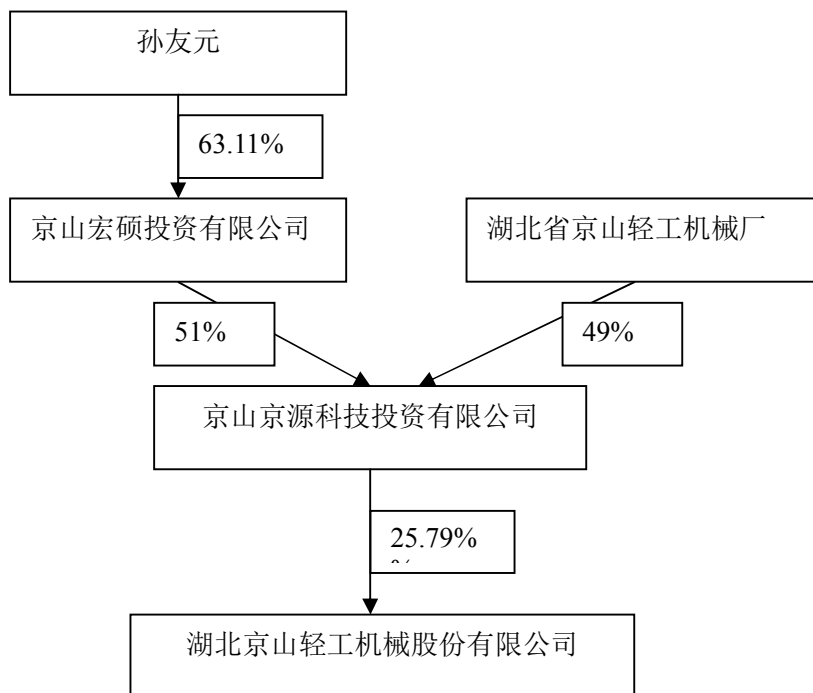 孙友元
63.11%
京山宏硕投资有限公司
湖北省京山轻工机械厂
51%
49%
京山京源科技投资有限公司
25.79%
%
湖北京山轻工机械股份有限公司